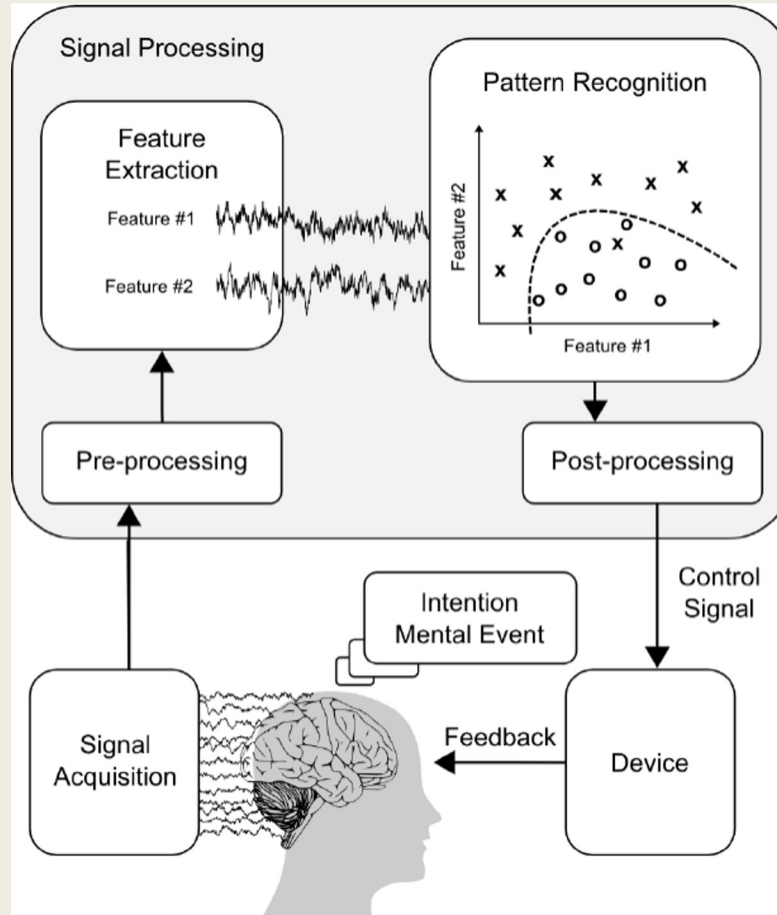 Signal Processing
Feature
Extraction
Feature #1
Feature #2
Pattern Recognition
Feature #2
Feature #1
Pre-processing
Post-processing
Control
Signal
Intention
Mental Event
Signal
Acquisition
Feedback
Device